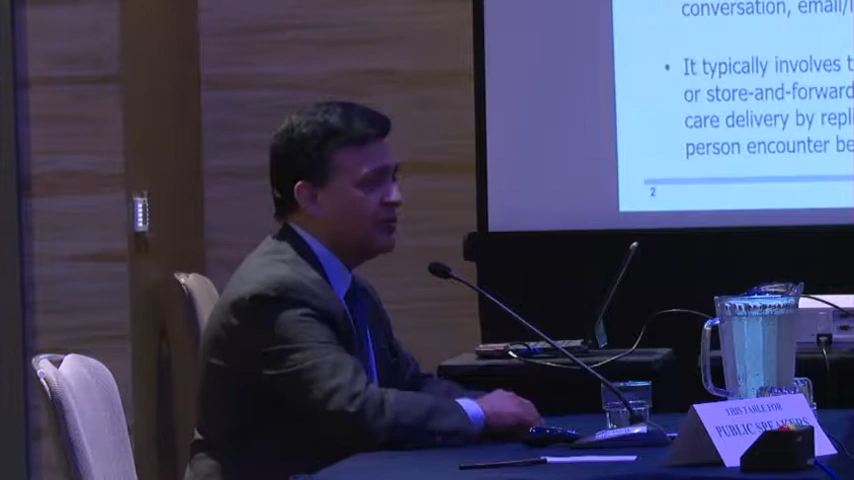 conversation, email/
• It typically involves t
or store-and-forward
care delivery by repli
person encounter be
2
THIS TABLE FOR
PUBLIC SPEAKERS